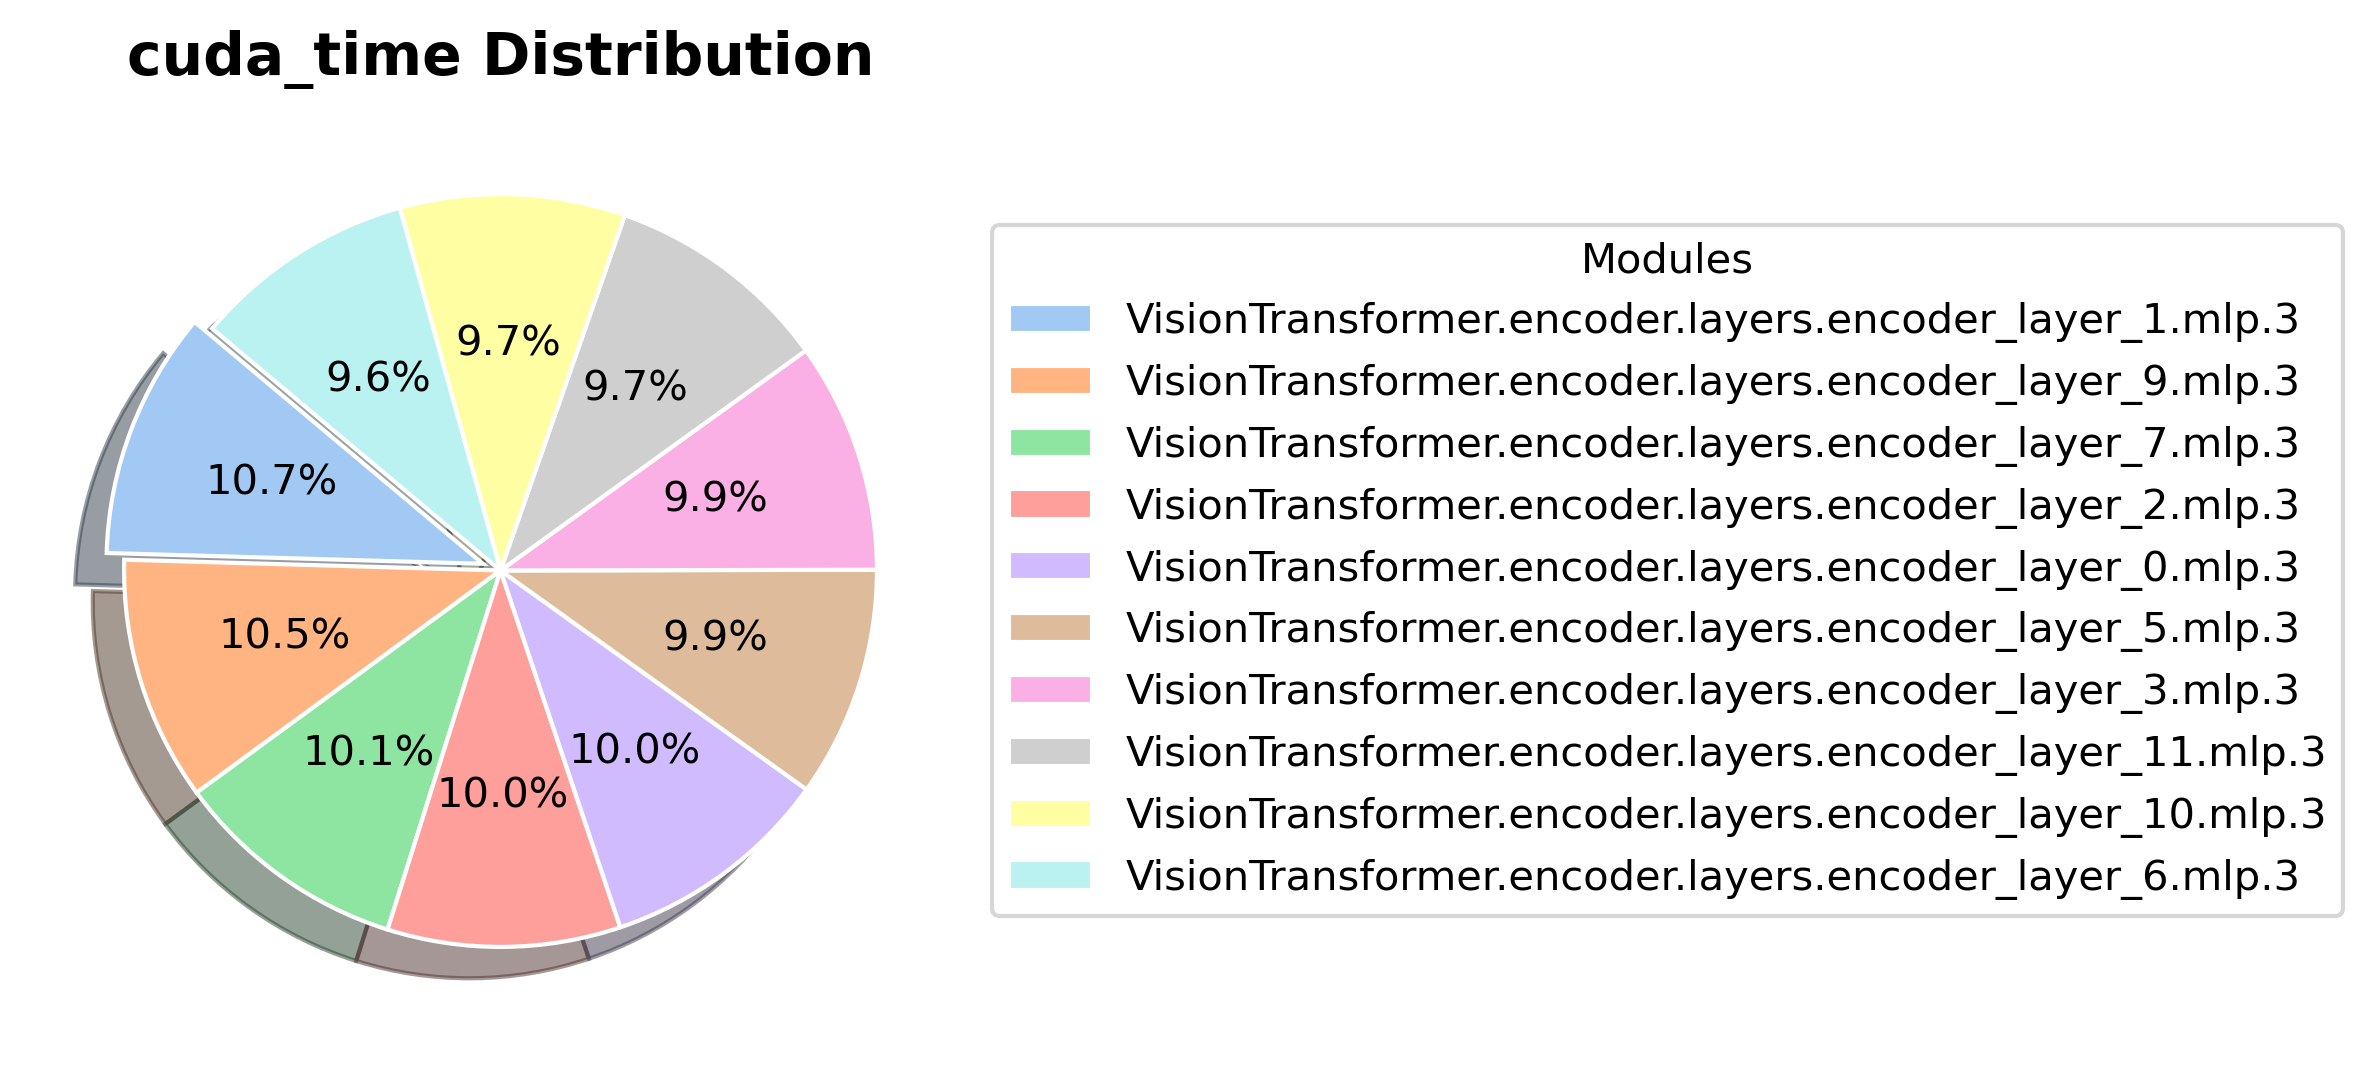 cuda_time Distribution
9.7%
9.6%
9.7%
10.7%
9.9%
10.5%
9.9%
10.1%
10.0%
10.0%
Modules
VisionTransformer.encoder.layers.encoder_layer_1.mlp.3
VisionTransformer.encoder.layers.encoder_layer_9.mlp.3
VisionTransformer.encoder.layers.encoder_layer_7.mlp.3
VisionTransformer.encoder.layers.encoder_layer_2.mlp.3
VisionTransformer.encoder.layers.encoder_layer_0.mlp.3
VisionTransformer.encoder.layers.encoder_layer_5.mlp.3
VisionTransformer.encoder.layers.encoder_layer_3.mlp.3
VisionTransformer.encoder.layers.encoder_layer_11.mlp.3
VisionTransformer.encoder.layers.encoder_layer_10.mlp.3
VisionTransformer.encoder.layers.encoder_layer_6.mlp.3